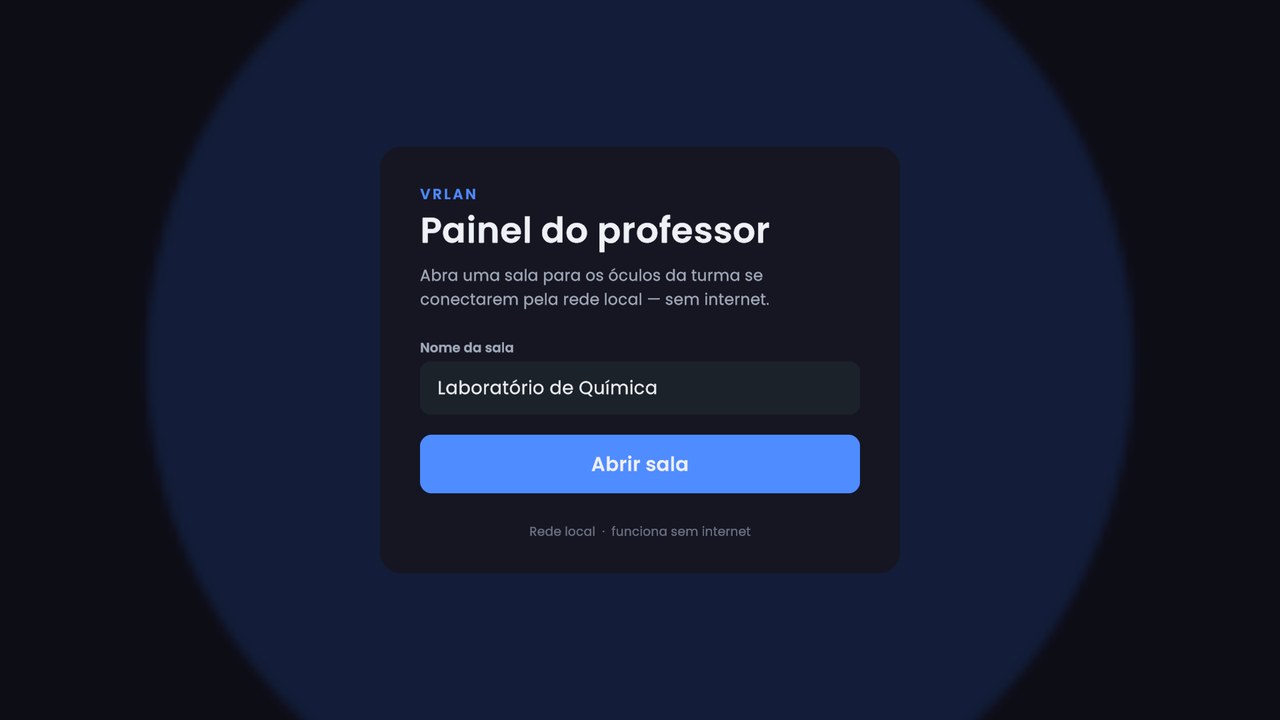 VRLAN
Painel do professor
Abra uma sala para os óculos da turma se
conectarem pela rede local — sem internet.
Nome da sala
Laboratório de Química
Abrir sala
Rede local · funciona sem internet